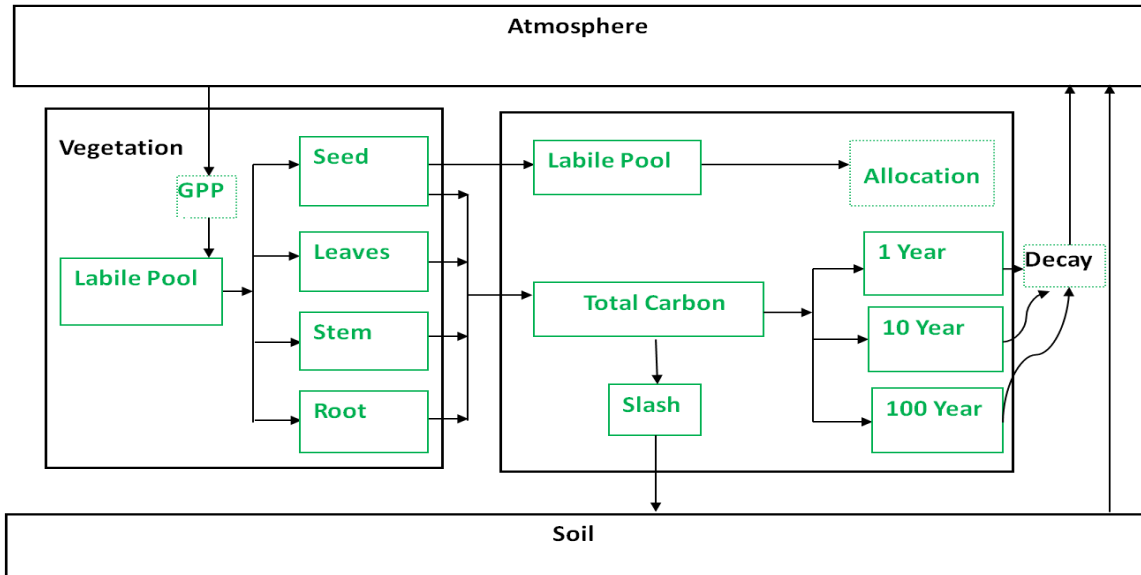 Atmosphere
Vegetation
GPP
Labile Pool
Seed
Leaves
Stem
Root
Labile Pool
Allocation
Total Carbon
Slash
1 Year
10 Year
100 Year
Decay
Soil